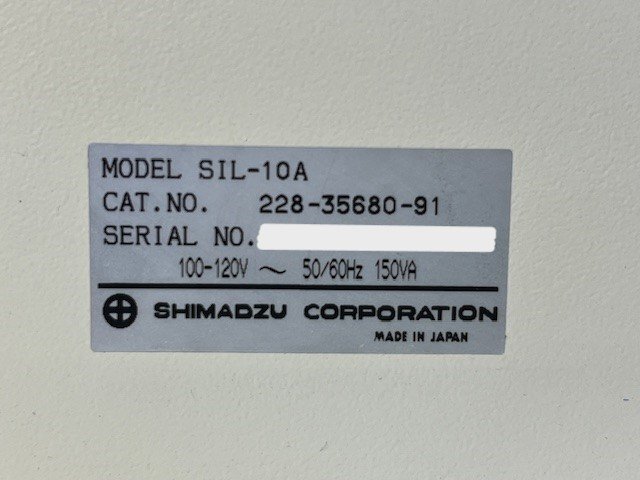 MODEL SIL-10A
CAT.NO. 228-35680-91
SERIAL NO.
100-120V ~ 50/60Hz 150VA
SHIMADZU CORPORATION
MADE IN JAPAN